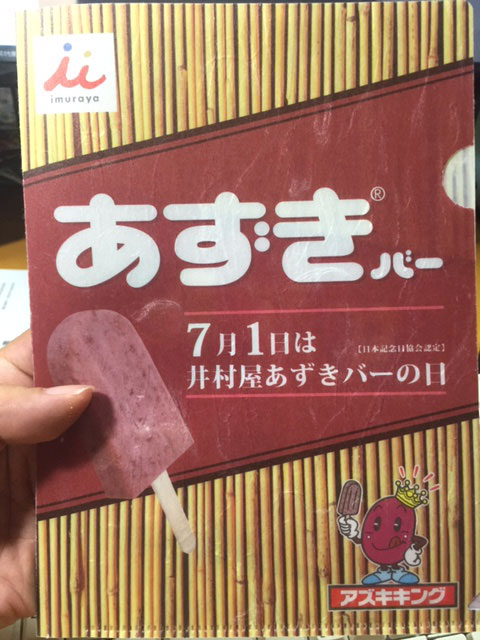 imuraya
あずきバー®
7月1日は
［日本記念日協会認定］
井村屋あずきバーの日
アズキキング